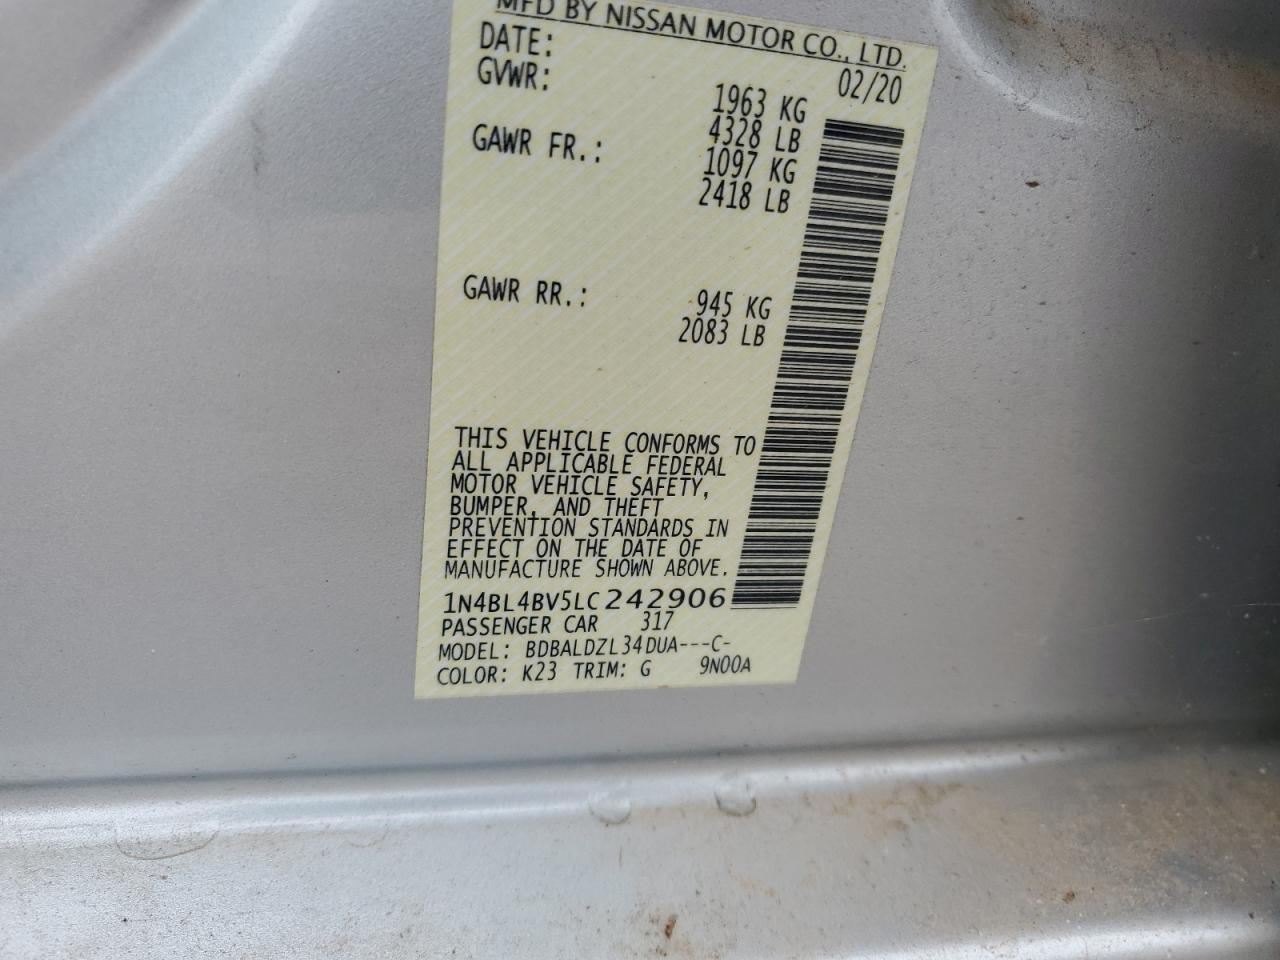 MFD BY NISSAN MOTOR CO., LTD.
DATE: 02/20
GVWR: 1963 KG
4328 LB
GAWR FR.: 1097 KG
2418 LB
GAWR RR.: 945 KG
2083 LB
THIS VEHICLE CONFORMS TO
ALL APPLICABLE FEDERAL
MOTOR VEHICLE SAFETY,
BUMPER, AND THEFT
PREVENTION STANDARDS IN
EFFECT ON THE DATE OF
MANUFACTURE SHOWN ABOVE.
1N4BL4BV5LC242906
PASSENGER CAR 317
MODEL: BDBALDZL34DUA---C-
COLOR: K23 TRIM: G 9N00A